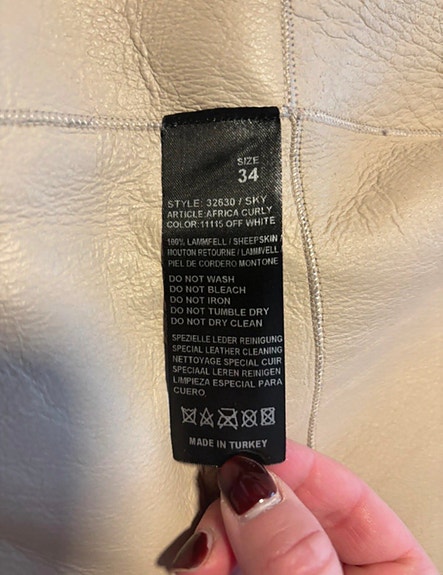 SIZE
34
STYLE: 32630 / SKY
ARTICLE:AFRICA CURLY
COLOR:11115 OFF WHITE
100% LAMMFELL / SHEEPSKIN /
MOUTON RETOURNE / LAMMVELL
PIEL DE CORDERO MONTONE
DO NOT WASH
DO NOT BLEACH
DO NOT IRON
DO NOT TUMBLE DRY
DO NOT DRY CLEAN
SPEZIELLE LEDER REINIGUNG
SPECIAL LEATHER CLEANING
NETTOYAGE SPECIAL CUIR
SPECIAAL LEREN REINIGEN
LIMPIEZA ESPECIAL PARA
CUERO.
MADE IN TURKEY